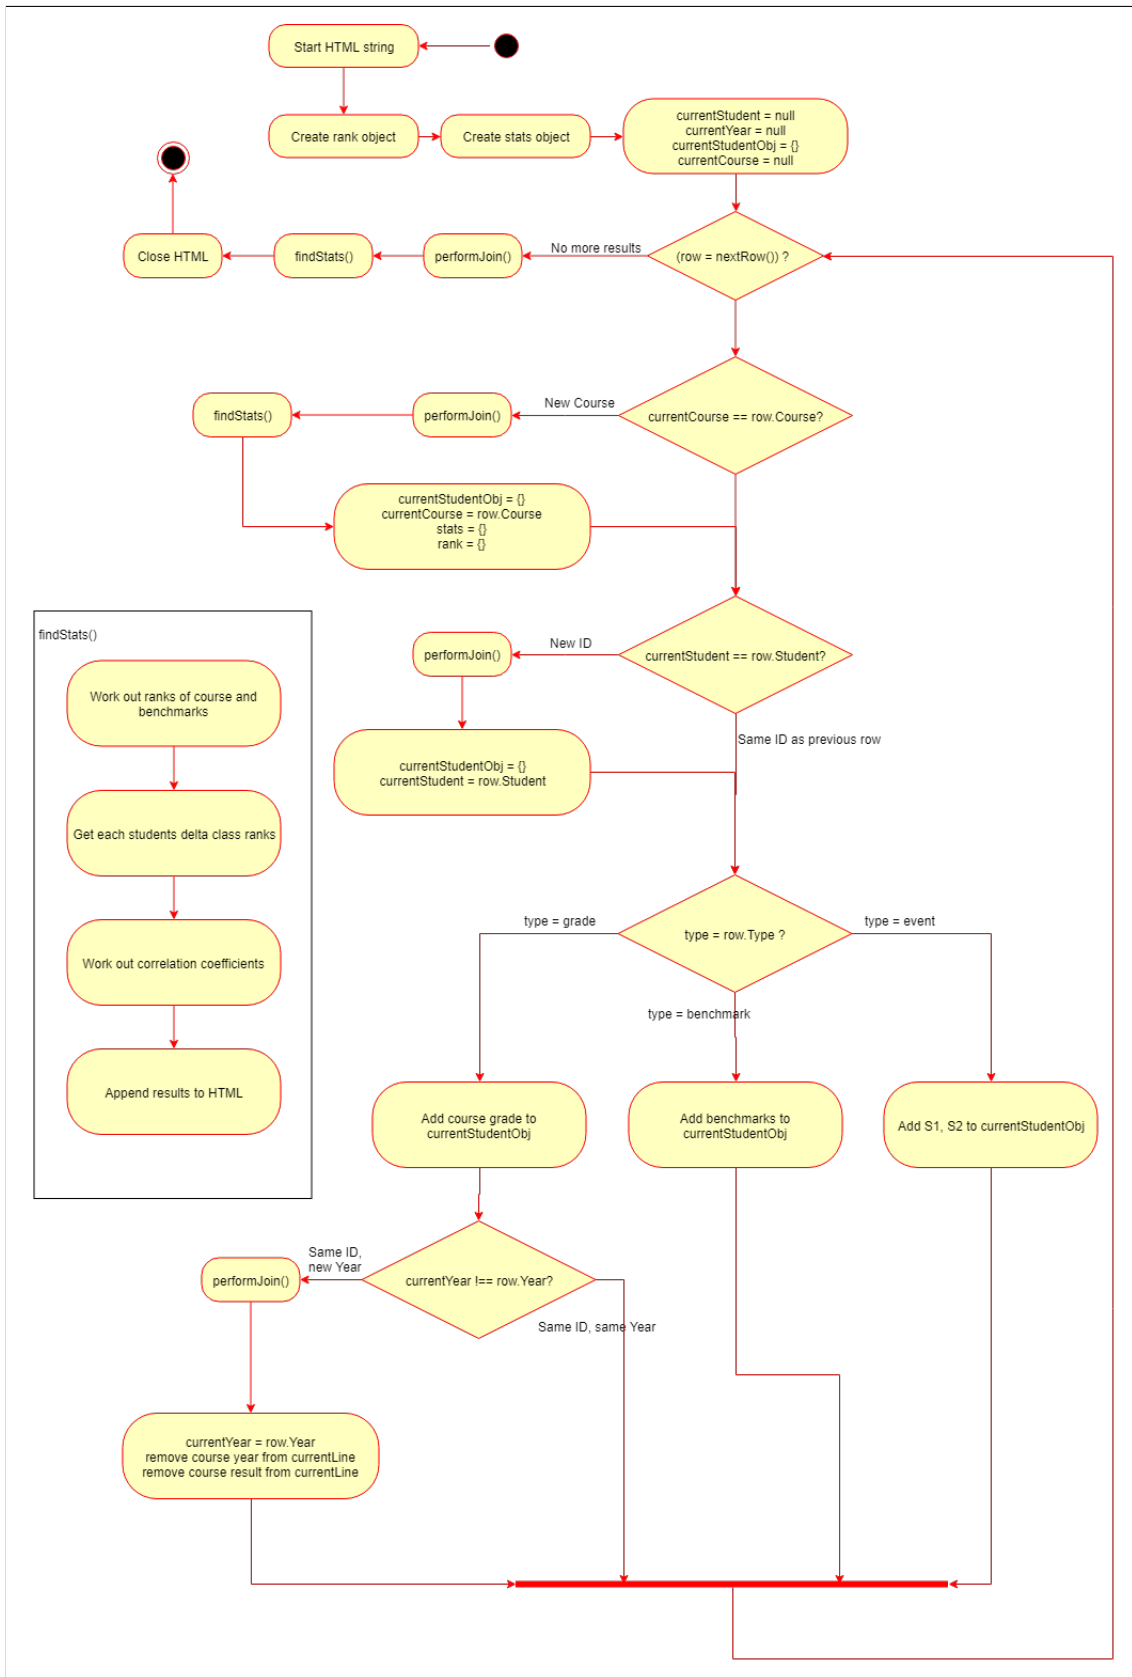 Start HTML string
Create rank object
Create stats object
currentStudent = null
currentYear = null
currentStudentObj = {}
currentCourse = null
Close HTML
findStats()
performJoin()
No more results
(row = nextRow()) ?
findStats()
performJoin()
New Course
currentCourse == row.Course?
currentStudentObj = {}
currentCourse = row.Course
stats = {}
rank = {}
performJoin()
New ID
currentStudent == row.Student?
Same ID as previous row
currentStudentObj = {}
currentStudent = row.Student
findStats()
Work out ranks of course and
benchmarks
Get each students delta class ranks
Work out correlation coefficients
Append results to HTML
type = grade
type = row.Type ?
type = event
type = benchmark
Add course grade to
currentStudentObj
Add benchmarks to
currentStudentObj
Add S1, S2 to currentStudentObj
performJoin()
Same ID,
new Year
currentYear !== row.Year?
Same ID, same Year
currentYear = row.Year
remove course year from currentLine
remove course result from currentLine